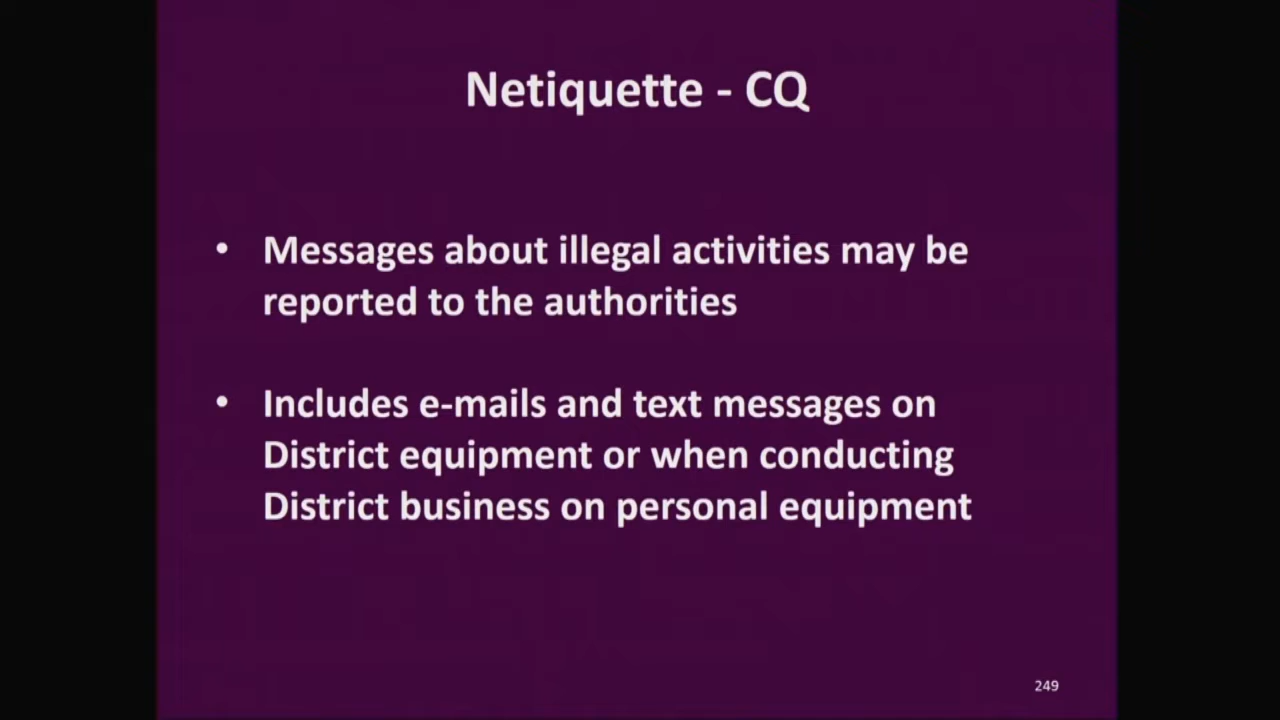 Netiquette - CQ
• Messages about illegal activities may be
reported to the authorities
• Includes e-mails and text messages on
District equipment or when conducting
District business on personal equipment
249